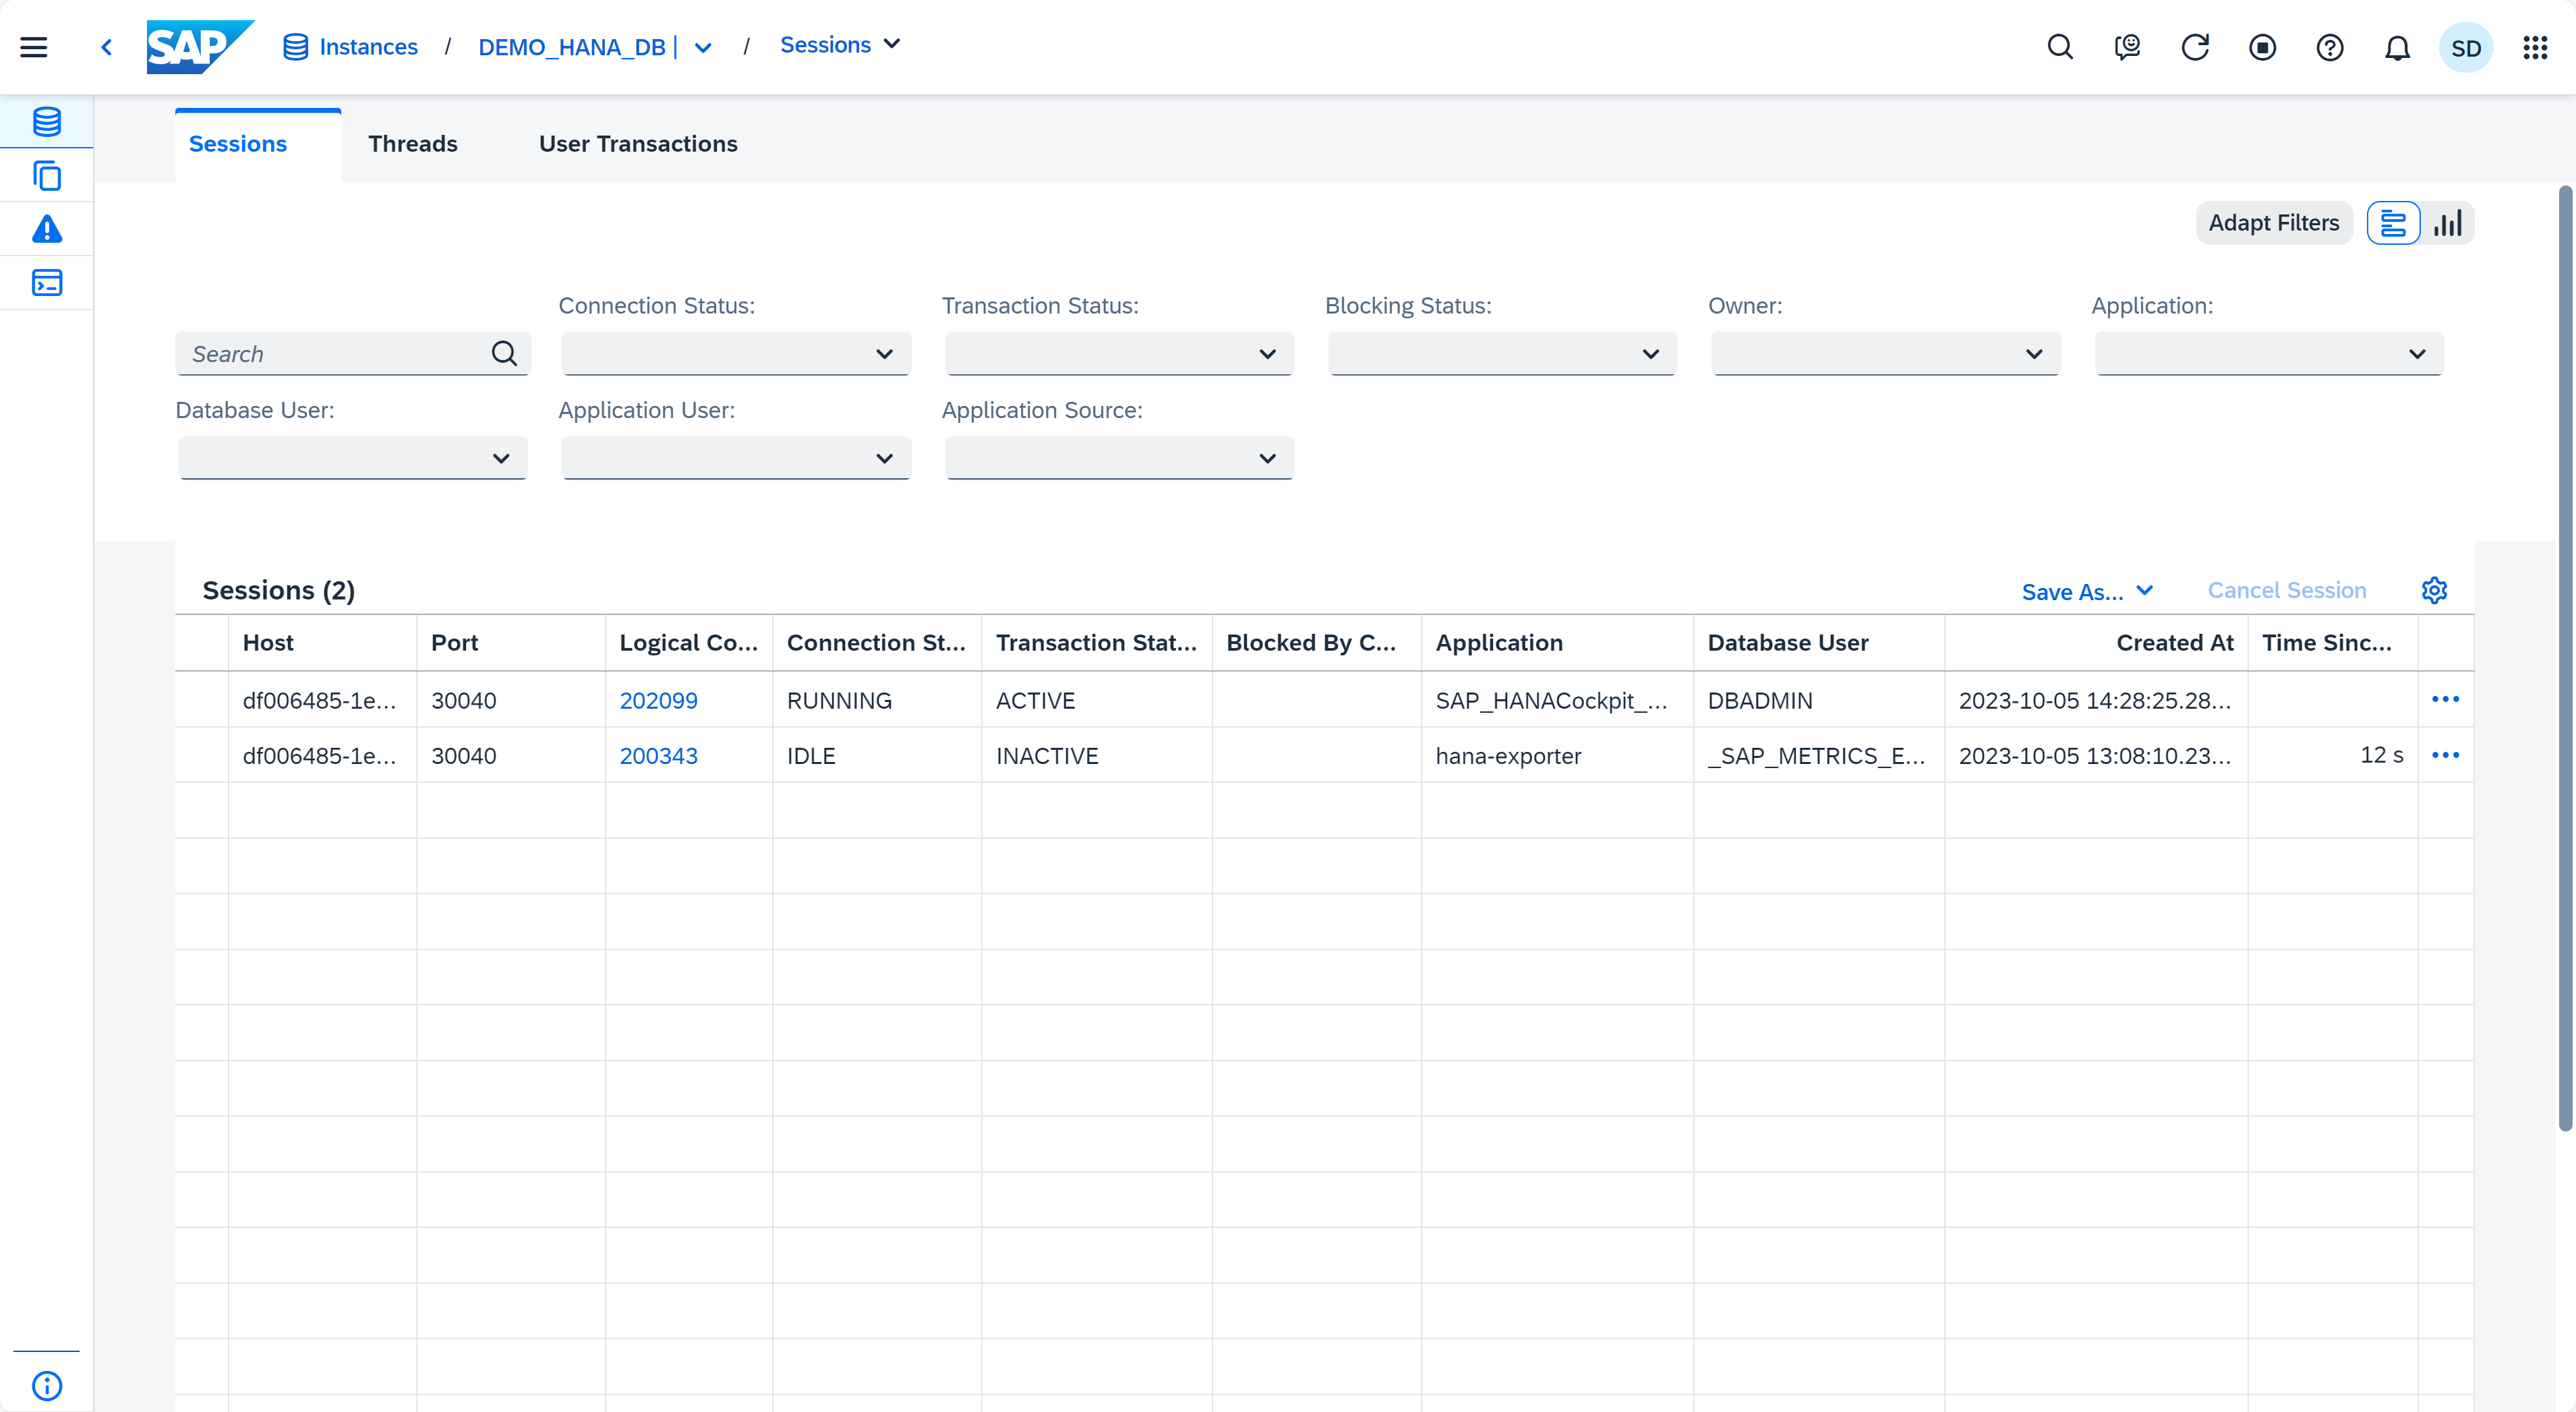 SAP Instances / DEMO_HANA_DB | / Sessions SD
Sessions Threads User Transactions
Adapt Filters
Connection Status: Transaction Status: Blocking Status: Owner: Application:
Search
Database User: Application User: Application Source:
Sessions (2) Save As... Cancel Session
Host Port Logical Co... Connection St... Transaction Stat... Blocked By C... Application Database User Created At Time Sinc...
df006485-1e... 30040 202099 RUNNING ACTIVE SAP_HANACockpit_... DBADMIN 2023-10-05 14:28:25.28...
df006485-1e... 30040 200343 IDLE INACTIVE hana-exporter _SAP_METRICS_E... 2023-10-05 13:08:10.23... 12 s